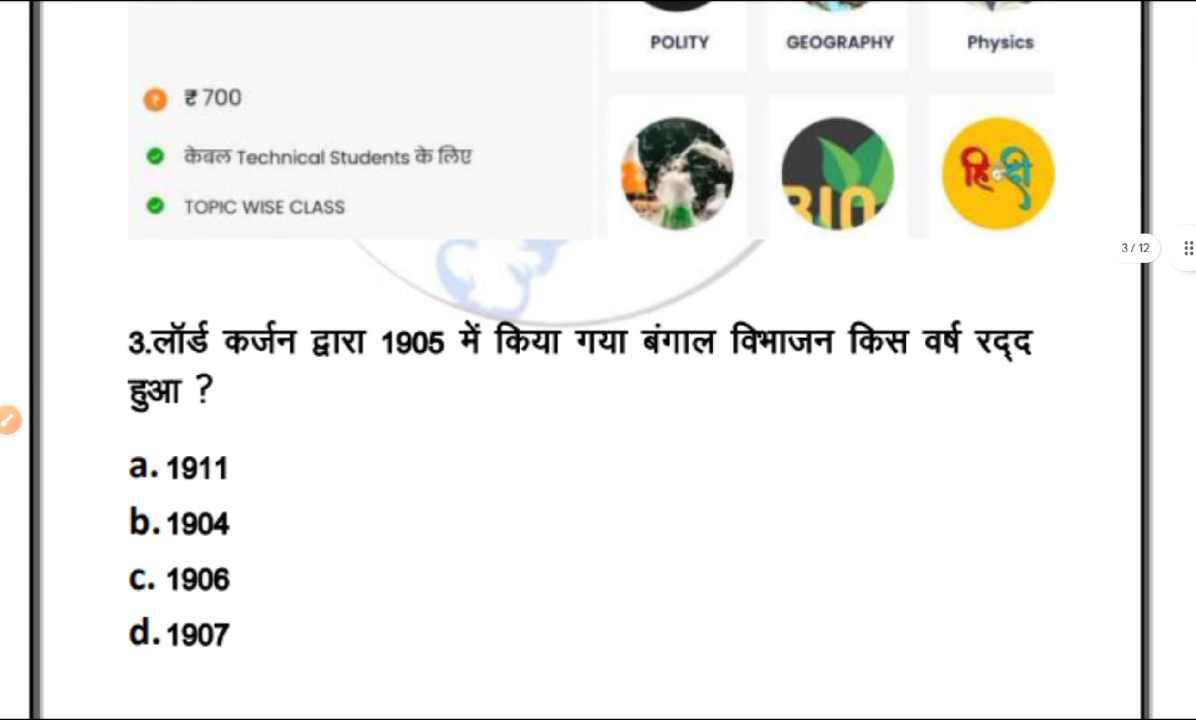 POLITY GEOGRAPHY Physics
₹ 700
केवल Technical Students के लिए
TOPIC WISE CLASS
BIO
हिन्दी
3 / 12
3.लॉर्ड कर्जन द्वारा 1905 में किया गया बंगाल विभाजन किस वर्ष रद्द
हुआ ?
a. 1911
b. 1904
c. 1906
d. 1907